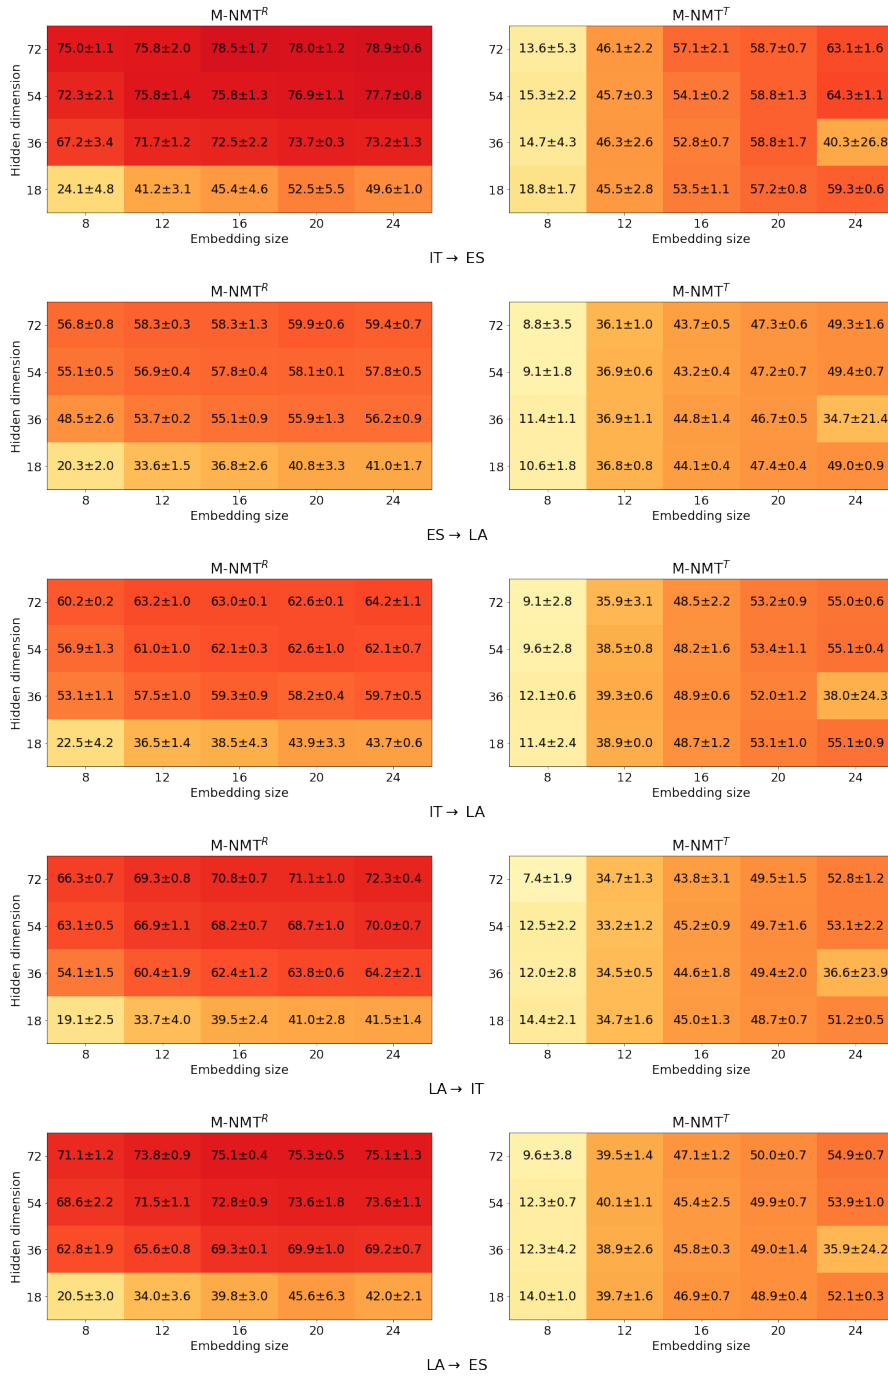 M-NMT^R M-NMT^T
Hidden dimension
72 75.0±1.1 75.8±2.0 78.5±1.7 78.0±1.2 78.9±0.6 72 13.6±5.3 46.1±2.2 57.1±2.1 58.7±0.7 63.1±1.6
54 72.3±2.1 75.8±1.4 75.8±1.3 76.9±1.1 77.7±0.8 54 15.3±2.2 45.7±0.3 54.1±0.2 58.8±1.3 64.3±1.1
36 67.2±3.4 71.7±1.2 72.5±2.2 73.7±0.3 73.2±1.3 36 14.7±4.3 46.3±2.6 52.8±0.7 58.8±1.7 40.3±26.8
18 24.1±4.8 41.2±3.1 45.4±4.6 52.5±5.5 49.6±1.0 18 18.8±1.7 45.5±2.8 53.5±1.1 57.2±0.8 59.3±0.6
8 12 16 20 24 8 12 16 20 24
Embedding size Embedding size
IT→ ES
M-NMT^R M-NMT^T
Hidden dimension
72 56.8±0.8 58.3±0.3 58.3±1.3 59.9±0.6 59.4±0.7 72 8.8±3.5 36.1±1.0 43.7±0.5 47.3±0.6 49.3±1.6
54 55.1±0.5 56.9±0.4 57.8±0.4 58.1±0.1 57.8±0.5 54 9.1±1.8 36.9±0.6 43.2±0.4 47.2±0.7 49.4±0.7
36 48.5±2.6 53.7±0.2 55.1±0.9 55.9±1.3 56.2±0.9 36 11.4±1.1 36.9±1.1 44.8±1.4 46.7±0.5 34.7±21.4
18 20.3±2.0 33.6±1.5 36.8±2.6 40.8±3.3 41.0±1.7 18 10.6±1.8 36.8±0.8 44.1±0.4 47.4±0.4 49.0±0.9
8 12 16 20 24 8 12 16 20 24
Embedding size Embedding size
ES→ LA
M-NMT^R M-NMT^T
Hidden dimension
72 60.2±0.2 63.2±1.0 63.0±0.1 62.6±0.1 64.2±1.1 72 9.1±2.8 35.9±3.1 48.5±2.2 53.2±0.9 55.0±0.6
54 56.9±1.3 61.0±1.0 62.1±0.3 62.6±1.0 62.1±0.7 54 9.6±2.8 38.5±0.8 48.2±1.6 53.4±1.1 55.1±0.4
36 53.1±1.1 57.5±1.0 59.3±0.9 58.2±0.4 59.7±0.5 36 12.1±0.6 39.3±0.6 48.9±0.6 52.0±1.2 38.0±24.3
18 22.5±4.2 36.5±1.4 38.5±4.3 43.9±3.3 43.7±0.6 18 11.4±2.4 38.9±0.0 48.7±1.2 53.1±1.0 55.1±0.9
8 12 16 20 24 8 12 16 20 24
Embedding size Embedding size
IT→ LA
M-NMT^R M-NMT^T
Hidden dimension
72 66.3±0.7 69.3±0.8 70.8±0.7 71.1±1.0 72.3±0.4 72 7.4±1.9 34.7±1.3 43.8±3.1 49.5±1.5 52.8±1.2
54 63.1±0.5 66.9±1.1 68.2±0.7 68.7±1.0 70.0±0.7 54 12.5±2.2 33.2±1.2 45.2±0.9 49.7±1.6 53.1±2.2
36 54.1±1.5 60.4±1.9 62.4±1.2 63.8±0.6 64.2±2.1 36 12.0±2.8 34.5±0.5 44.6±1.8 49.4±2.0 36.6±23.9
18 19.1±2.5 33.7±4.0 39.5±2.4 41.0±2.8 41.5±1.4 18 14.4±2.1 34.7±1.6 45.0±1.3 48.7±0.7 51.2±0.5
8 12 16 20 24 8 12 16 20 24
Embedding size Embedding size
LA→ IT
M-NMT^R M-NMT^T
Hidden dimension
72 71.1±1.2 73.8±0.9 75.1±0.4 75.3±0.5 75.1±1.3 72 9.6±3.8 39.5±1.4 47.1±1.2 50.0±0.7 54.9±0.7
54 68.6±2.2 71.5±1.1 72.8±0.9 73.6±1.8 73.6±1.1 54 12.3±0.7 40.1±1.1 45.4±2.5 49.9±0.7 53.9±1.0
36 62.8±1.9 65.6±0.8 69.3±0.1 69.9±1.0 69.2±0.7 36 12.3±4.2 38.9±2.6 45.8±0.3 49.0±1.4 35.9±24.2
18 20.5±3.0 34.0±3.6 39.8±3.0 45.6±6.3 42.0±2.1 18 14.0±1.0 39.7±1.6 46.9±0.7 48.9±0.4 52.1±0.3
8 12 16 20 24 8 12 16 20 24
Embedding size Embedding size
LA→ ES